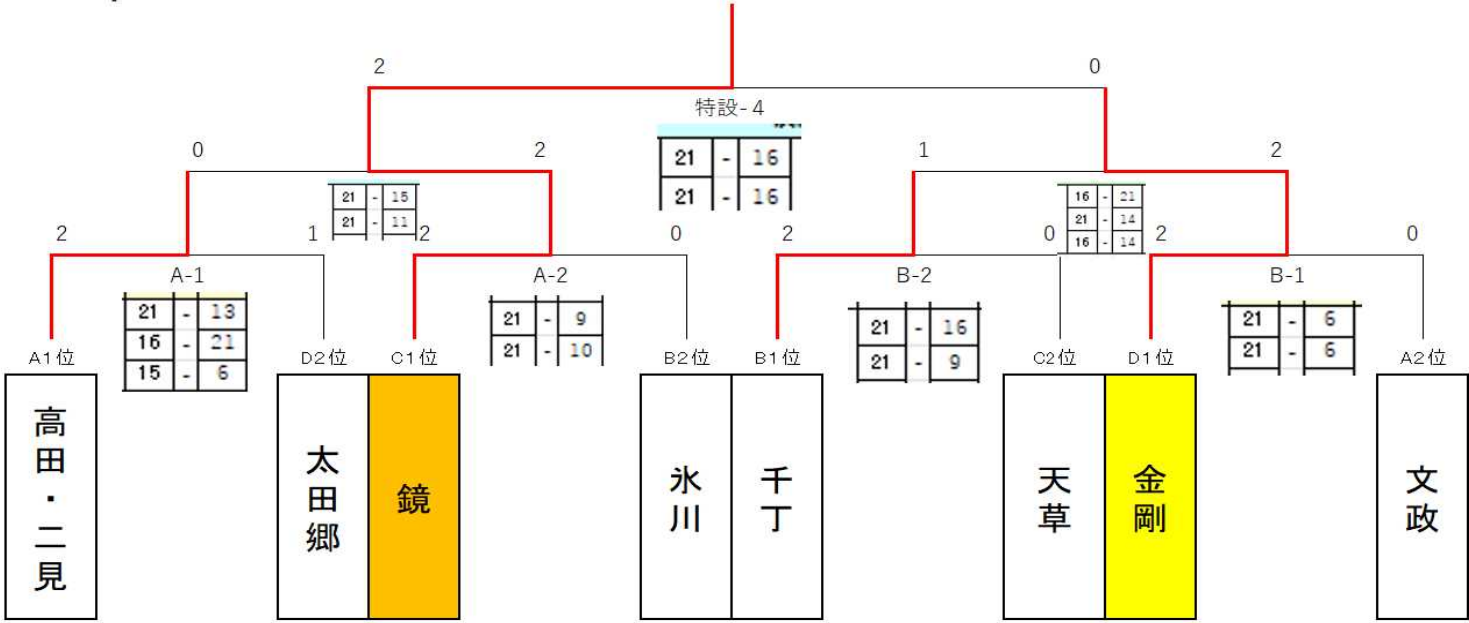 2 0
特設-4
21 - 16
21 - 16
0 2 1 2
21 - 15
21 - 11
16 - 21
21 - 14
16 - 14
2 1 2 0 2 0 2 0
A-1 A-2 B-2 B-1
21 - 13
16 - 21
15 - 6
21 - 9
21 - 10
21 - 16
21 - 9
21 - 6
21 - 6
A1位 D2位 C1位 B2位 B1位 C2位 D1位 A2位
高田・二見
太田郷
鏡
氷川
千丁
天草
金剛
文政